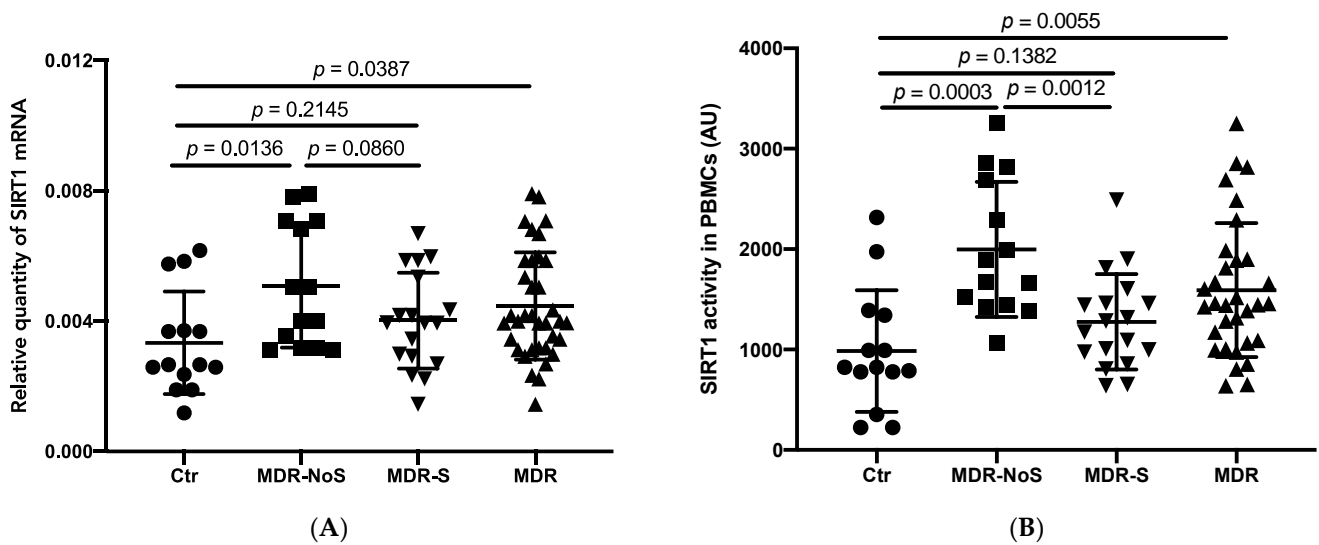 p = 0.0387
p = 0.2145
p = 0.0136
p = 0.0860
Relative quantity of SIRT1 mRNA
0.012
0.008
0.004
0.000
Ctr
MDR-NoS
MDR-S
MDR
(A)
p = 0.0055
p = 0.1382
p = 0.0003
p = 0.0012
SIRT1 activity in PBMCs (AU)
4000
3000
2000
1000
0
Ctr
MDR-NoS
MDR-S
MDR
(B)